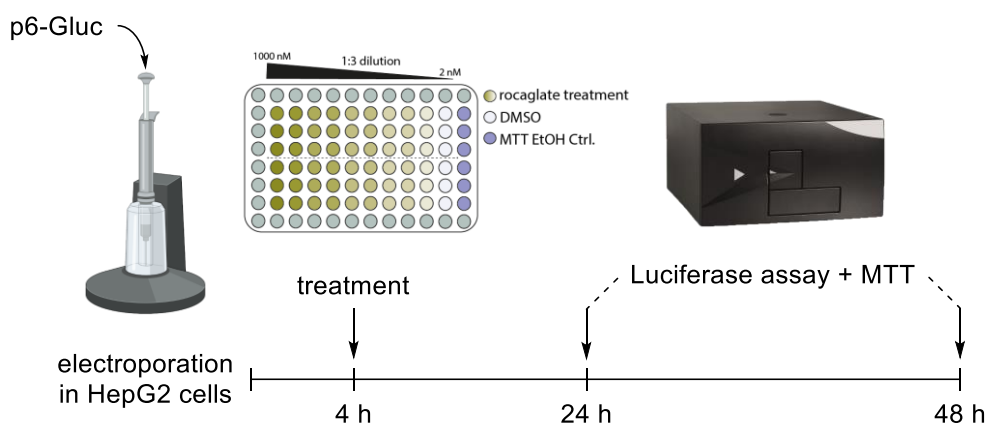 p6-Gluc
1000 nM
1:3 dilution
2 nM
rocaglate treatment
DMSO
MTT EtOH Ctrl.
treatment
Luciferase assay + MTT
electroporation
in HepG2 cells
4 h
24 h
48 h